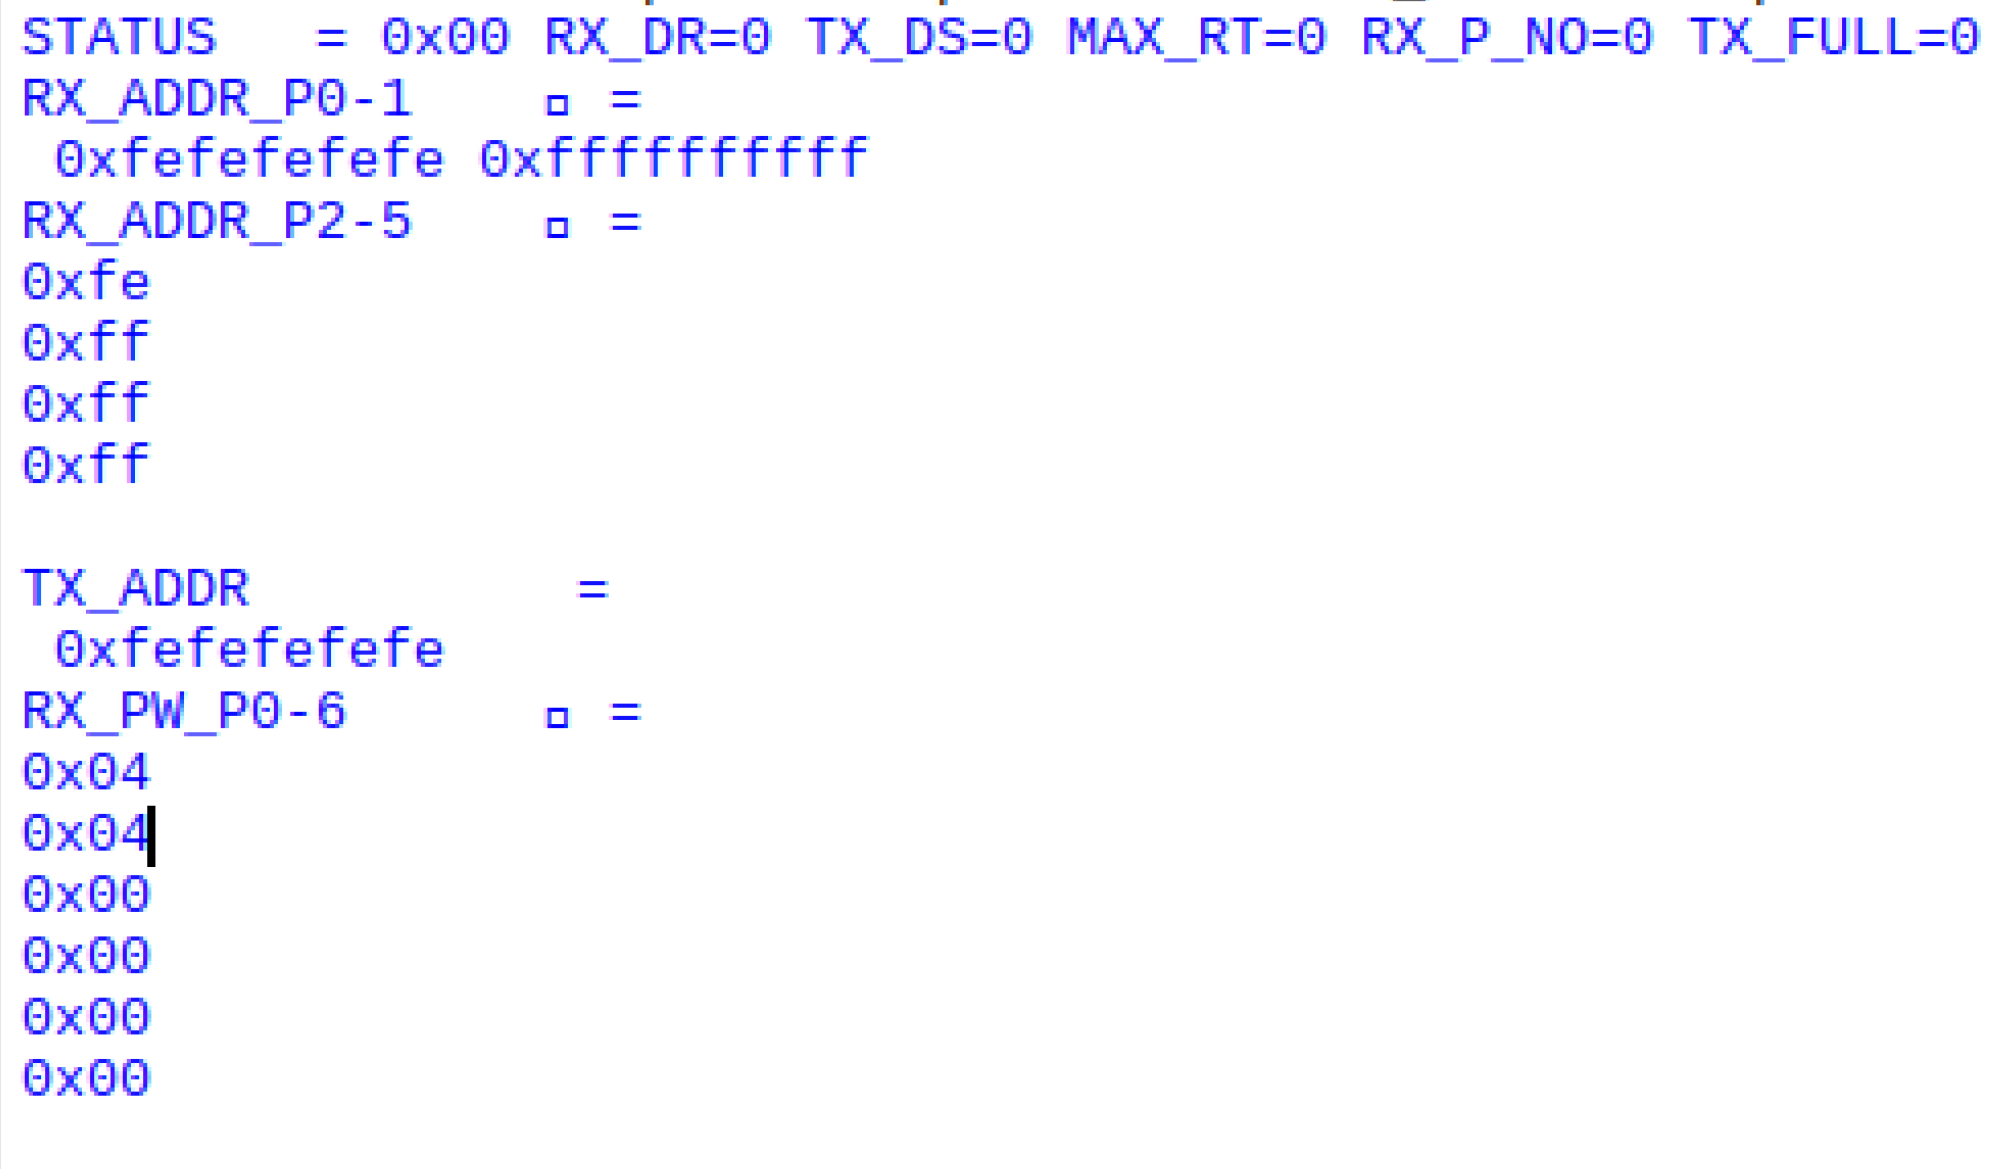 STATUS   = 0x00 RX_DR=0 TX_DS=0 MAX_RT=0 RX_P_NO=0 TX_FULL=0
RX_ADDR_P0-1    □ =
 0xfefefefefe 0xffffffffff
RX_ADDR_P2-5    □ =
0xfe
0xff
0xff
0xff
TX_ADDR          =
 0xfefefefefe
RX_PW_P0-6      □ =
0x04
0x04
0x00
0x00
0x00
0x00